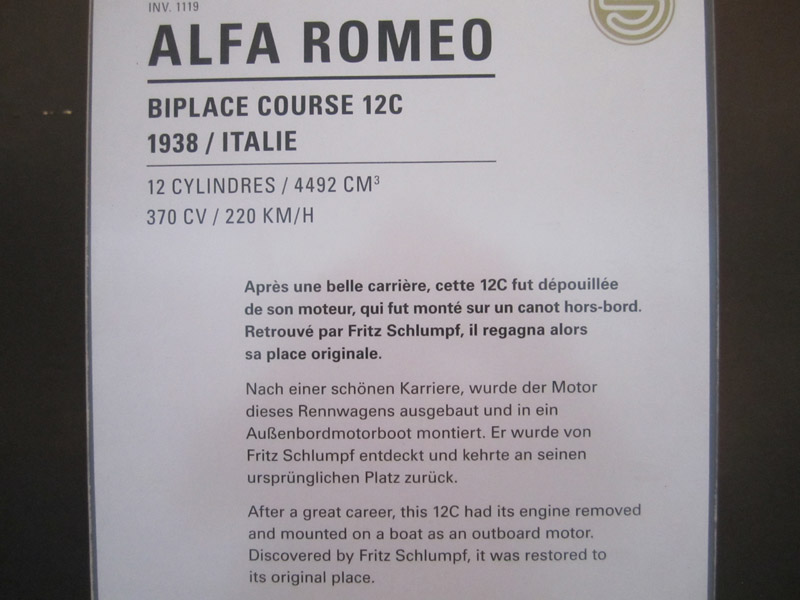 INV. 1119
ALFA ROMEO
BIPLACE COURSE 12C
1938 / ITALIE
12 CYLINDRES / 4492 CM³
370 CV / 220 KM/H
Après une belle carrière, cette 12C fut dépouillée
de son moteur, qui fut monté sur un canot hors-bord.
Retrouvé par Fritz Schlumpf, il regagna alors
sa place originale.
Nach einer schönen Karriere, wurde der Motor
dieses Rennwagens ausgebaut und in ein
Außenbordmotorboot montiert. Er wurde von
Fritz Schlumpf entdeckt und kehrte an seinen
ursprünglichen Platz zurück.
After a great career, this 12C had its engine removed
and mounted on a boat as an outboard motor.
Discovered by Fritz Schlumpf, it was restored to
its original place.